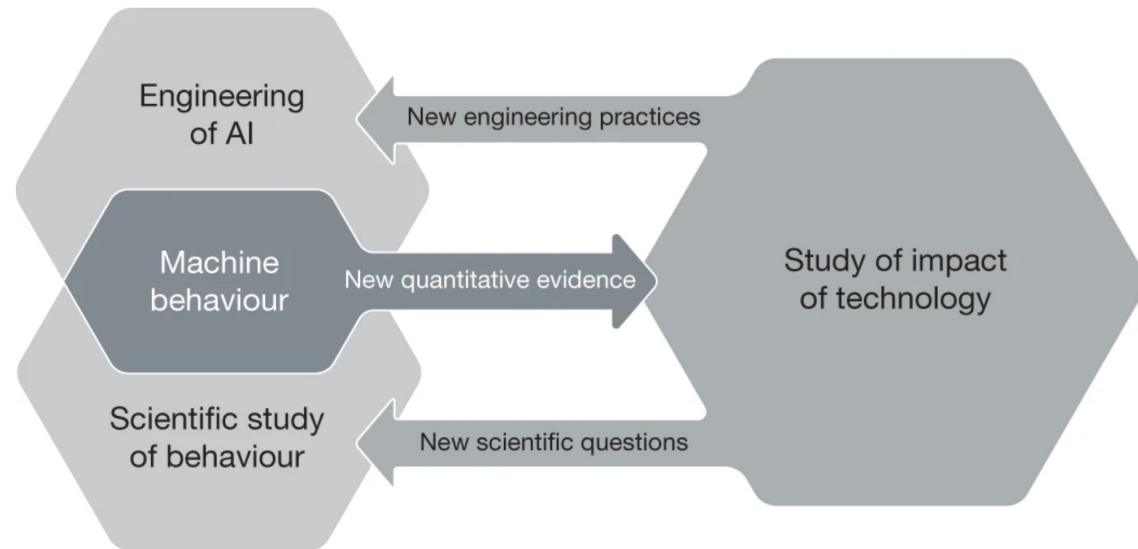 Engineering
of AI
New engineering practices
Machine
behaviour
New quantitative evidence
Study of impact
of technology
Scientific study
of behaviour
New scientific questions